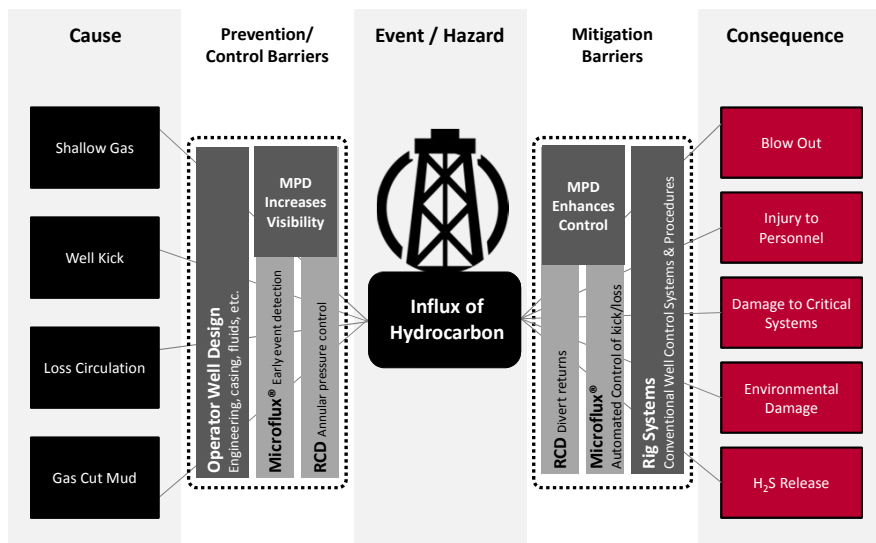 Cause
Prevention/
Control Barriers
Event / Hazard
Mitigation
Barriers
Consequence
Shallow Gas
Well Kick
Loss Circulation
Gas Cut Mud
MPD
Increases
Visibility
Operator Well Design
Engineering, casing, fluids, etc.
Microflux® Early event detection
RCD Annular pressure control
Influx of
Hydrocarbon
MPD
Enhances
Control
RCD Divert returns
Microflux®
Automated Control of kick/loss
Rig Systems
Conventional Well Control Systems & Procedures
Blow Out
Injury to
Personnel
Damage to Critical
Systems
Environmental
Damage
H₂S Release